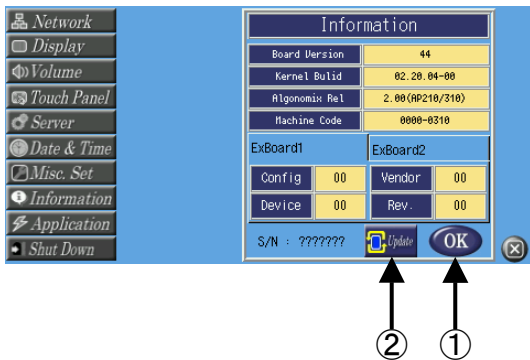 Network
Display
Volume
Touch Panel
Server
Date & Time
Misc. Set
Information
Application
Shut Down
Information
Board Version 44
Kernel Bulid 02.20.04-00
Algonomix Rel 2.00(AP210/310)
Machine Code 0000-0310
ExBoard1 ExBoard2
Config 00 Vendor 00
Device 00 Rev. 00
S/N : ??????? Update OK
② ①